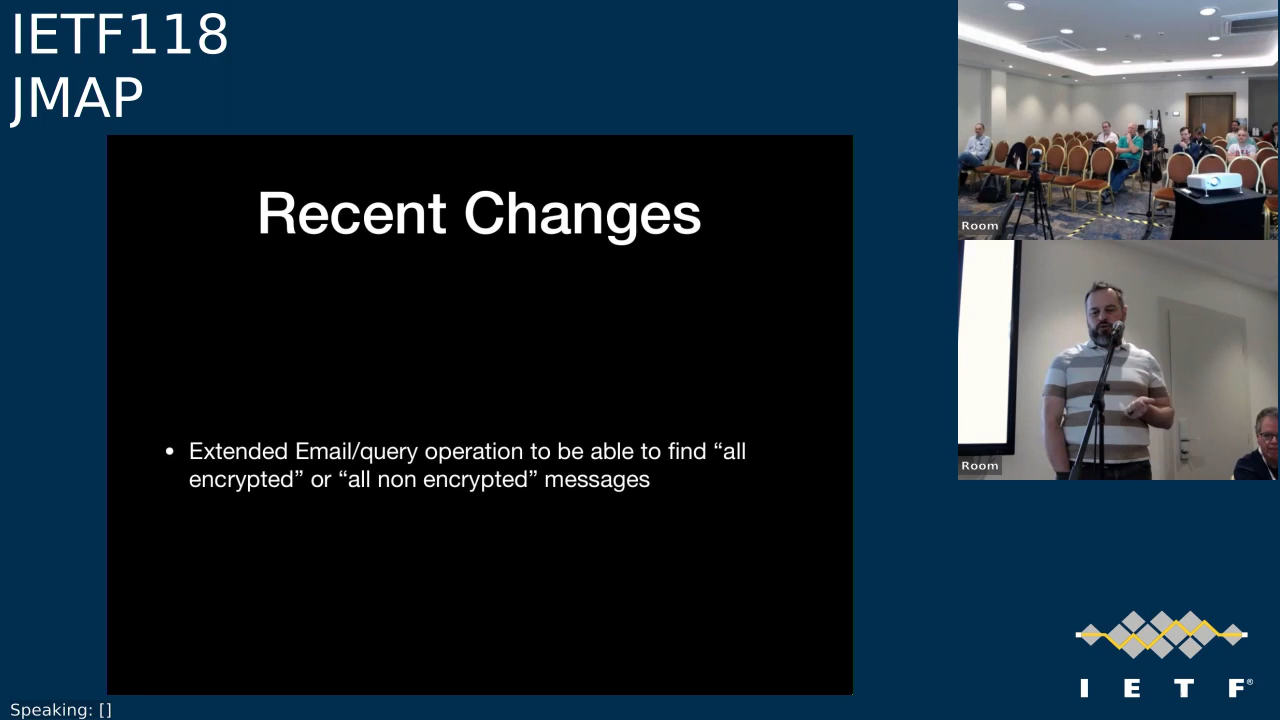 IETF118
JMAP
Recent Changes
• Extended Email/query operation to be able to find “all
encrypted” or “all non encrypted” messages
Room
Room
I E T F®
Speaking: []